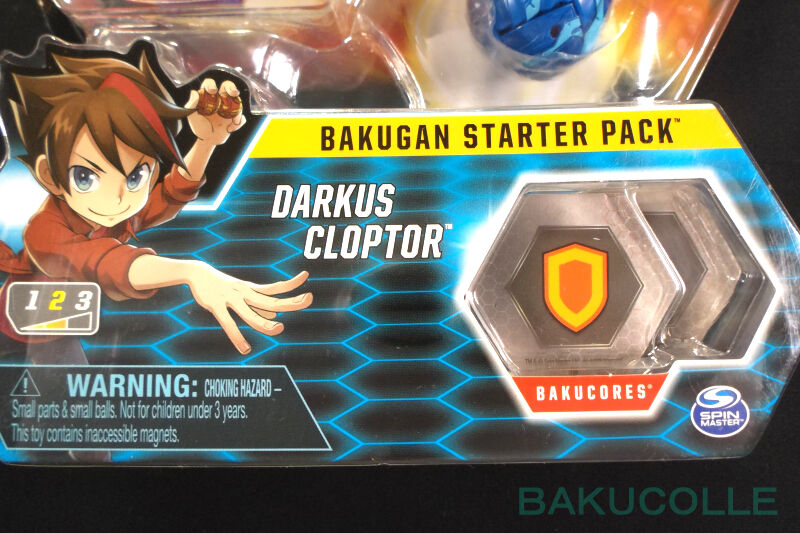 BAKUGAN STARTER PACK™
DARKUS
CLOPTOR™
1 2 3
BAKUCORES®
SPIN
MASTER™
⚠ WARNING: CHOKING HAZARD –
Small parts & small balls. Not for children under 3 years.
This toy contains inaccessible magnets.
BAKUCOLLE